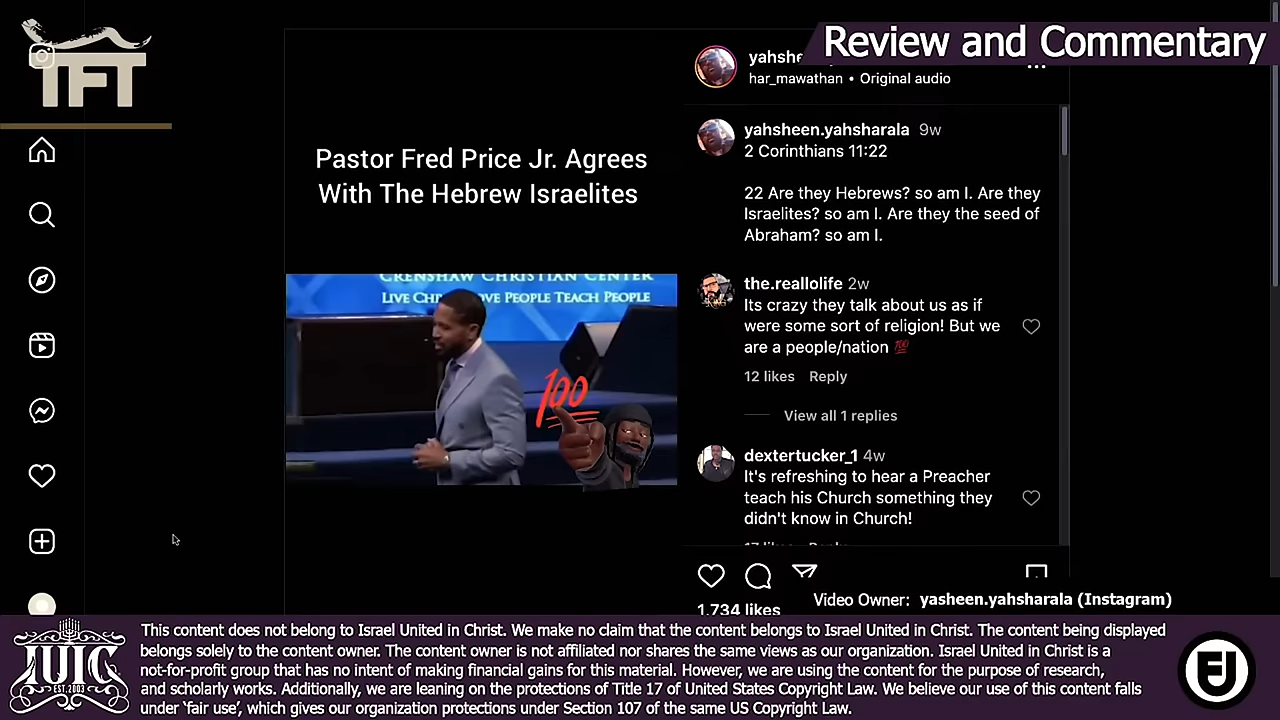 TFT
Review and Commentary
yahshe
har_mawathan • Original audio
yahsheen.yahsharala 9w
2 Corinthians 11:22
22 Are they Hebrews? so am I. Are they
Israelites? so am I. Are they the seed of
Abraham? so am I.
Pastor Fred Price Jr. Agrees
With The Hebrew Israelites
CRENSHAW CHRISTIAN CENTER
PEOPLE TEACH PEOPLE
100
the.reallolife 2w
Its crazy they talk about us as if
were some sort of religion! But we
are a people/nation 💯
12 likes Reply
View all 1 replies
dextertucker_1 4w
It's refreshing to hear a Preacher
teach his Church something they
didn't know in Church!
1,734 likes
Video Owner: yasheen.yahsharala (Instagram)
IUIC
EST.2003
This content does not belong to Israel United in Christ. We make no claim that the content belongs to Israel United in Christ. The content being displayed
belongs solely to the content owner. The content owner is not affiliated nor shares the same views as our organization. Israel United in Christ is a
not-for-profit group that has no intent of making financial gains for this material. However, we are using the content for the purpose of research,
and scholarly works. Additionally, we are leaning on the protections of Title 17 of United States Copyright Law. We believe our use of this content falls
under 'fair use', which gives our organization protections under Section 107 of the same US Copyright Law.